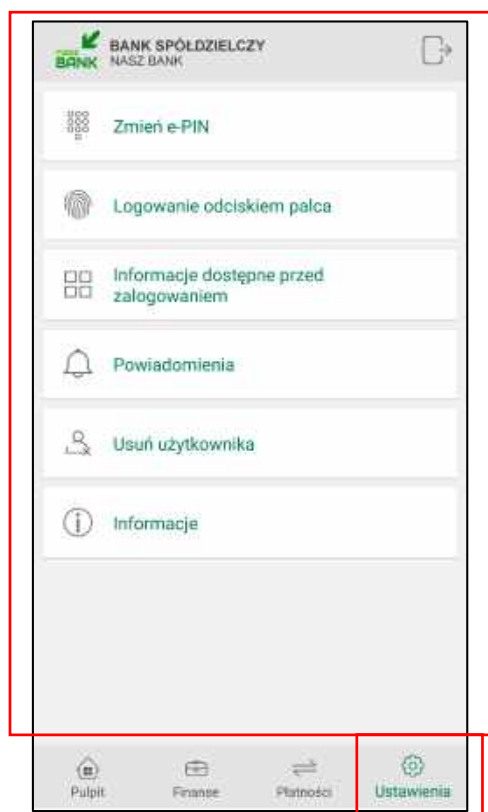 BANK SPÓŁDZIELCZY
BANK NASZ BANK
Zmień e-PIN
Logowanie odciskiem palca
Informacje dostępne przed
zalogowaniem
Powiadomienia
Usuń użytkownika
Informacje
Pulpit Finanse Płatności Ustawienia